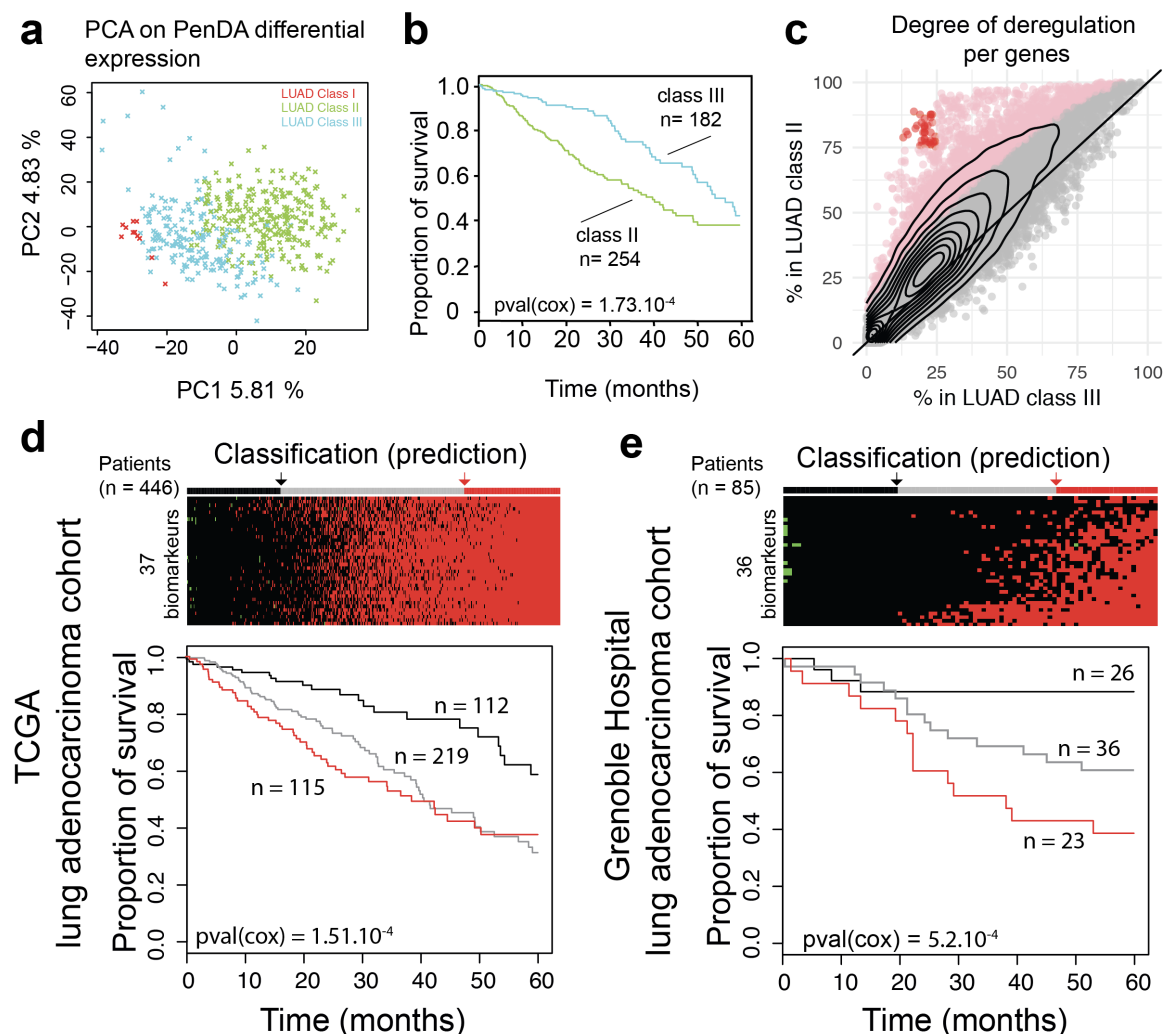 a
PCA on PenDA differential
expression
LUAD Class I
LUAD Class II
LUAD Class III
60
40
20
0
−20
−40
PC2 4.83 %
−40
−20
0
20
PC1 5.81 %
b
1.0
0.8
0.6
0.4
0.2
0
Proportion of survival
class III
n= 182
class II
n= 254
pval(cox) = 1.73.10-4
0 10 20 30 40 50 60
Time (months)
c
Degree of deregulation
per genes
100
75
50
25
0
% in LUAD class II
0 25 50 75 100
% in LUAD class III
d
Classification (prediction)
Patients
(n = 446)
37
biomarkeurs
TCGA
lung adenocarcinoma cohort
1.0
0.8
0.6
0.4
0.2
0.0
Proportion of survival
n = 112
n = 219
n = 115
pval(cox) = 1.51.10-4
0 10 20 30 40 50 60
Time (months)
e
Classification (prediction)
Patients
(n = 85)
36
biomarkeurs
Grenoble Hospital
lung adenocarcinoma cohort
1.0
0.8
0.6
0.4
0.2
0.0
Proportion of survival
n = 26
n = 36
n = 23
pval(cox) = 5.2.10-4
0 10 20 30 40 50 60
Time (months)